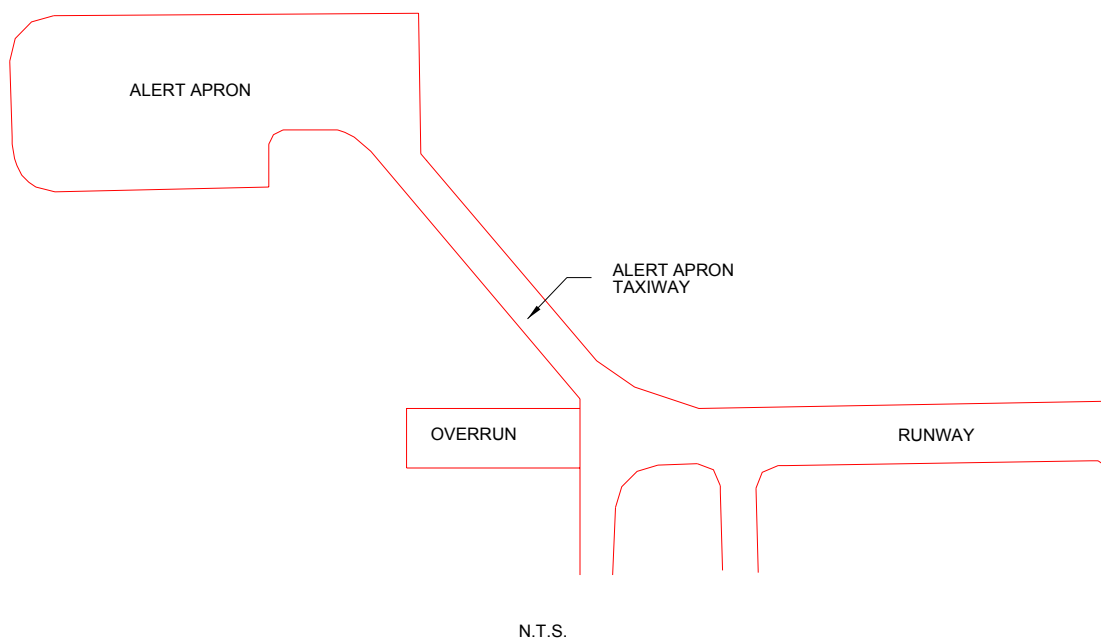 ALERT APRON
ALERT APRON
TAXIWAY
OVERRUN
RUNWAY
N.T.S.